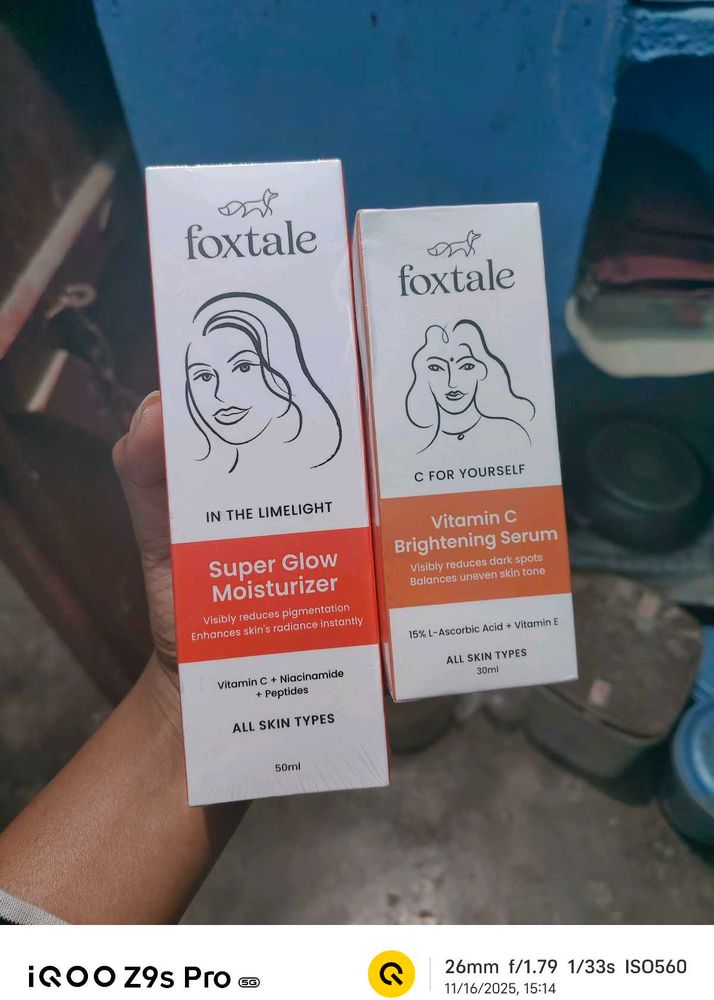 foxtale
IN THE LIMELIGHT
Super Glow
Moisturizer
Visibly reduces pigmentation
Enhances skin's radiance instantly
Vitamin C + Niacinamide
+ Peptides
ALL SKIN TYPES
50ml
foxtale
C FOR YOURSELF
Vitamin C
Brightening Serum
Visibly reduces dark spots
Balances uneven skin tone
15% L-Ascorbic Acid + Vitamin E
ALL SKIN TYPES
30ml
iQOO Z9s Pro 5G
26mm f/1.79 1/33s ISO560
11/16/2025, 15:14